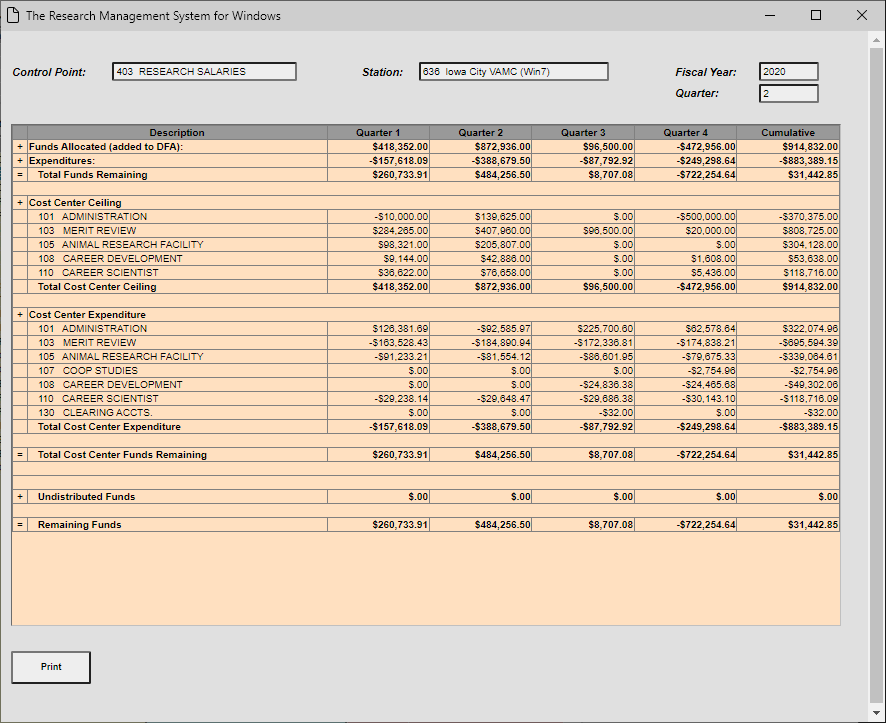 The Research Management System for Windows
Control Point: 403 RESEARCH SALARIES Station: 636 Iowa City VAMC (Win7) Fiscal Year: 2020
Quarter: 2
Description Quarter 1 Quarter 2 Quarter 3 Quarter 4 Cumulative
+ Funds Allocated (added to DFA): $418,352.00 $872,936.00 $96,500.00 -$472,956.00 $914,832.00
+ Expenditures: -$157,618.09 -$388,679.50 -$87,792.92 -$249,298.64 -$883,389.15
= Total Funds Remaining $260,733.91 $484,256.50 $8,707.08 -$722,254.64 $31,442.85
+ Cost Center Ceiling
101 ADMINISTRATION -$10,000.00 $139,625.00 $.00 -$500,000.00 -$370,375.00
103 MERIT REVIEW $284,265.00 $407,960.00 $96,500.00 $20,000.00 $808,725.00
105 ANIMAL RESEARCH FACILITY $98,321.00 $205,807.00 $.00 $.00 $304,128.00
108 CAREER DEVELOPMENT $9,144.00 $42,886.00 $.00 $1,608.00 $53,638.00
110 CAREER SCIENTIST $36,622.00 $76,658.00 $.00 $5,436.00 $118,716.00
Total Cost Center Ceiling $418,352.00 $872,936.00 $96,500.00 -$472,956.00 $914,832.00
+ Cost Center Expenditure
101 ADMINISTRATION $126,381.69 -$92,585.97 $225,700.60 $62,578.64 $322,074.96
103 MERIT REVIEW -$163,528.43 -$184,890.94 -$172,336.81 -$174,838.21 -$695,594.39
105 ANIMAL RESEARCH FACILITY -$91,233.21 -$81,554.12 -$86,601.95 -$79,675.33 -$339,064.61
107 COOP STUDIES $.00 $.00 $.00 -$2,754.96 -$2,754.96
108 CAREER DEVELOPMENT $.00 $.00 -$24,836.38 -$24,465.68 -$49,302.06
110 CAREER SCIENTIST -$29,238.14 -$29,648.47 -$29,686.38 -$30,143.10 -$118,716.09
130 CLEARING ACCTS. $.00 $.00 -$32.00 $.00 -$32.00
Total Cost Center Expenditure -$157,618.09 -$388,679.50 -$87,792.92 -$249,298.64 -$883,389.15
= Total Cost Center Funds Remaining $260,733.91 $484,256.50 $8,707.08 -$722,254.64 $31,442.85
+ Undistributed Funds $.00 $.00 $.00 $.00 $.00
= Remaining Funds $260,733.91 $484,256.50 $8,707.08 -$722,254.64 $31,442.85
Print